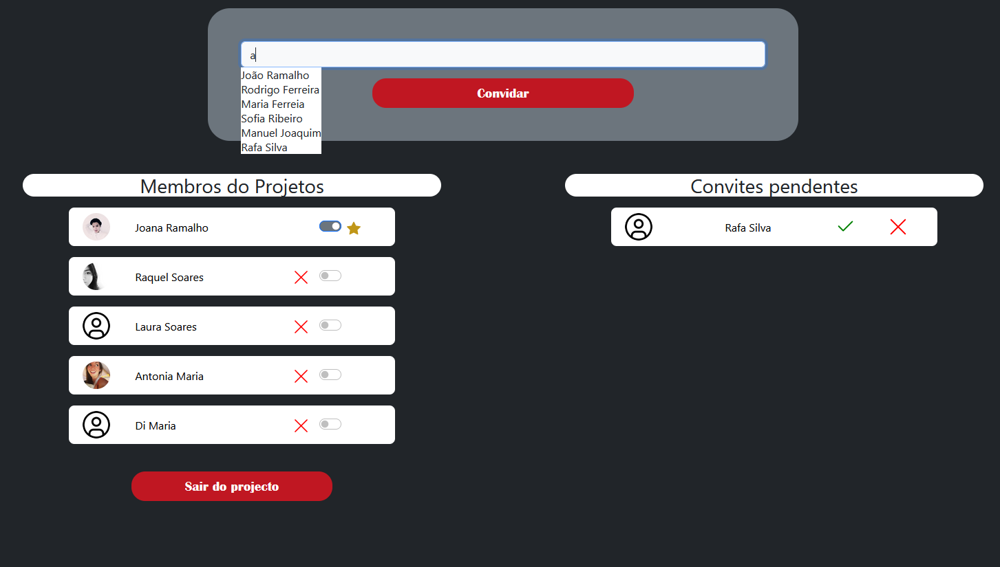 a
João Ramalho
Rodrigo Ferreira
Maria Ferreia
Sofia Ribeiro
Manuel Joaquim
Rafa Silva
Convidar
Membros do Projetos
Joana Ramalho
Raquel Soares
Laura Soares
Antonia Maria
Di Maria
Sair do projecto
Convites pendentes
Rafa Silva